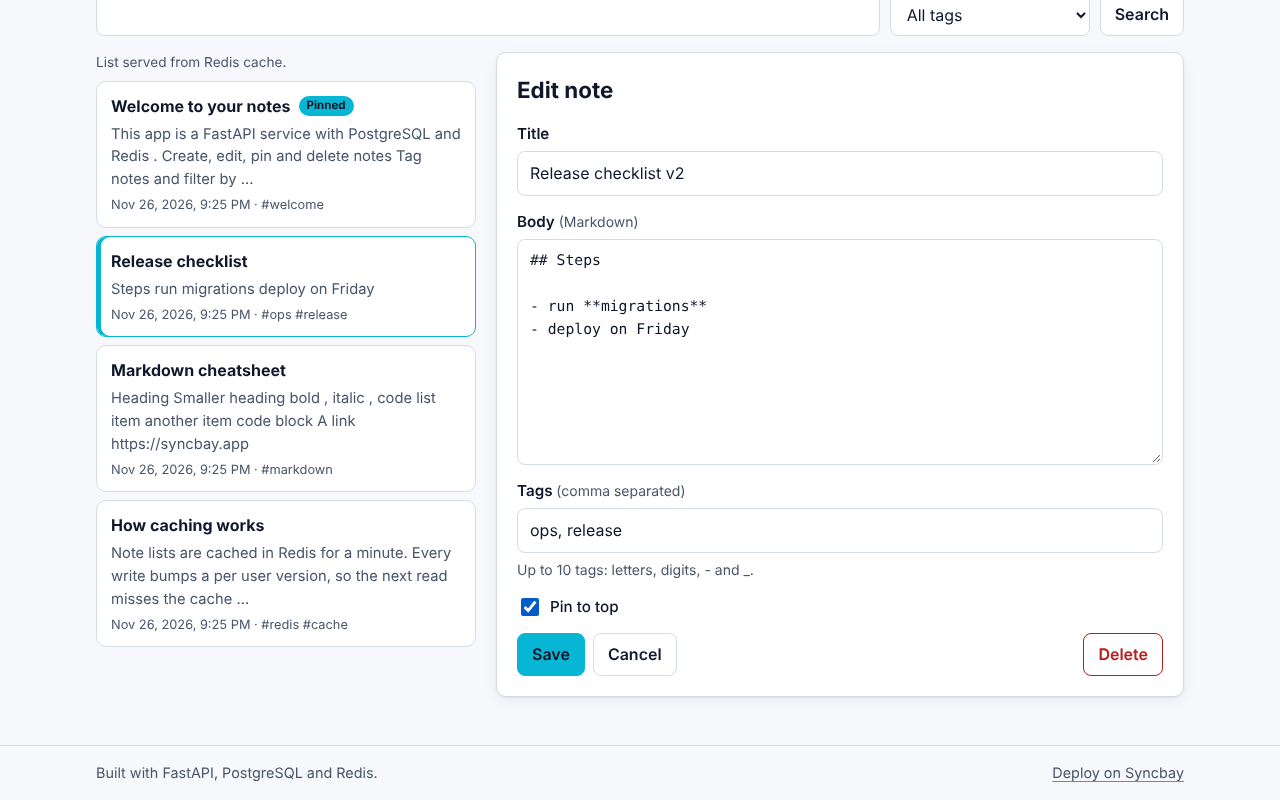 All tags
Search
List served from Redis cache.
Welcome to your notes Pinned
This app is a FastAPI service with PostgreSQL and
Redis . Create, edit, pin and delete notes Tag
notes and filter by ...
Nov 26, 2026, 9:25 PM · #welcome
Release checklist
Steps run migrations deploy on Friday
Nov 26, 2026, 9:25 PM · #ops #release
Markdown cheatsheet
Heading Smaller heading bold , italic , code list
item another item code block A link
https://syncbay.app
Nov 26, 2026, 9:25 PM · #markdown
How caching works
Note lists are cached in Redis for a minute. Every
write bumps a per user version, so the next read
misses the cache ...
Nov 26, 2026, 9:25 PM · #redis #cache
Edit note
Title
Release checklist v2
Body (Markdown)
## Steps
- run **migrations**
- deploy on Friday
Tags (comma separated)
ops, release
Up to 10 tags: letters, digits, - and _.
Pin to top
Save Cancel Delete
Built with FastAPI, PostgreSQL and Redis.
Deploy on Syncbay